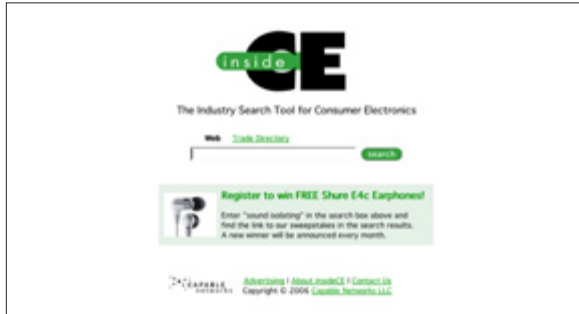 inside CE
The Industry Search Tool for Consumer Electronics
Web Trade Directory
search
Register to win FREE Shure E4c Earphones!
Enter "sound isolating" in the search box above and
find the link to our sweepstakes in the search results.
A new winner will be announced every month.
CAPABLE
NETWORKS
Advertising | About insideCE | Contact Us
Copyright © 2006 Capable Networks LLC